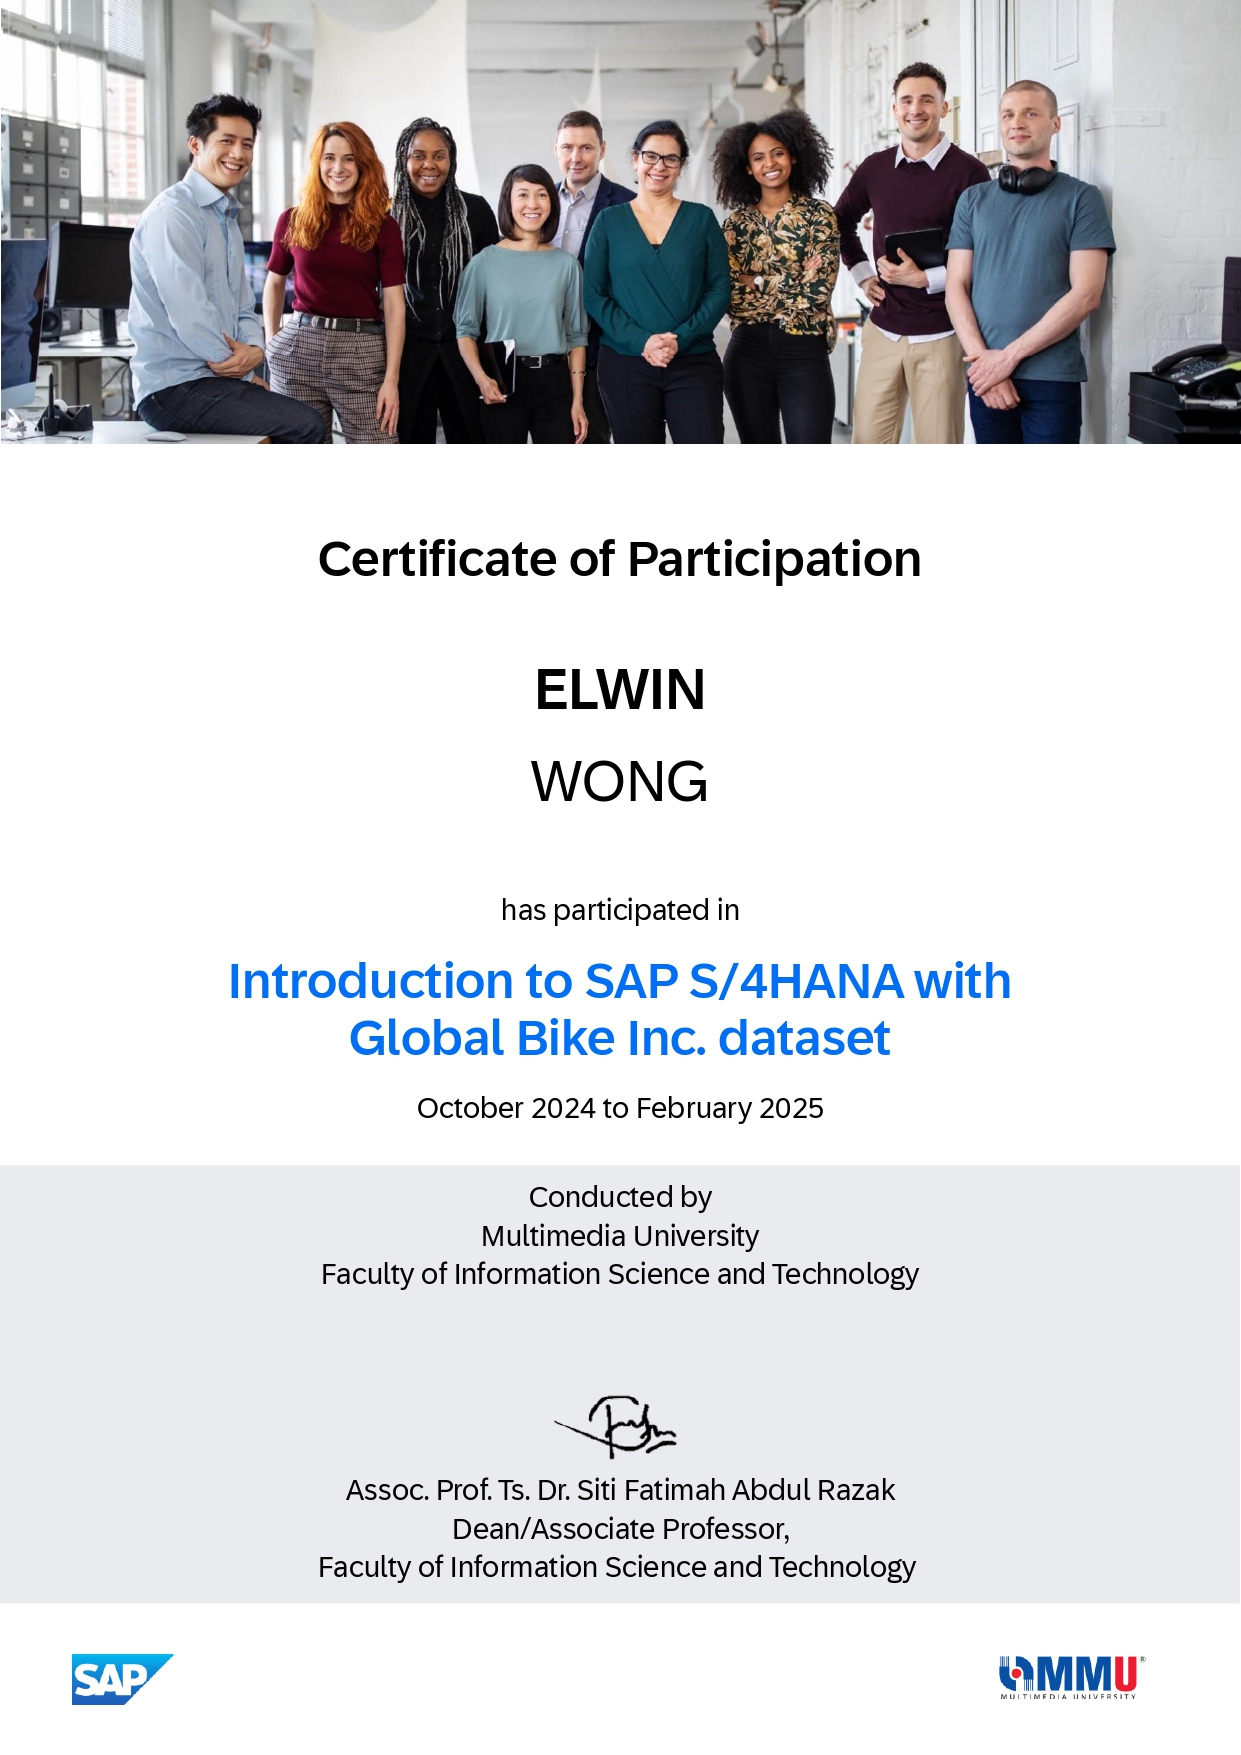 Certificate of Participation
ELWIN
WONG
has participated in
Introduction to SAP S/4HANA with
Global Bike Inc. dataset
October 2024 to February 2025
Conducted by
Multimedia University
Faculty of Information Science and Technology
Assoc. Prof. Ts. Dr. Siti Fatimah Abdul Razak
Dean/Associate Professor,
Faculty of Information Science and Technology
SAP
MMU®
MULTIMEDIA UNIVERSITY